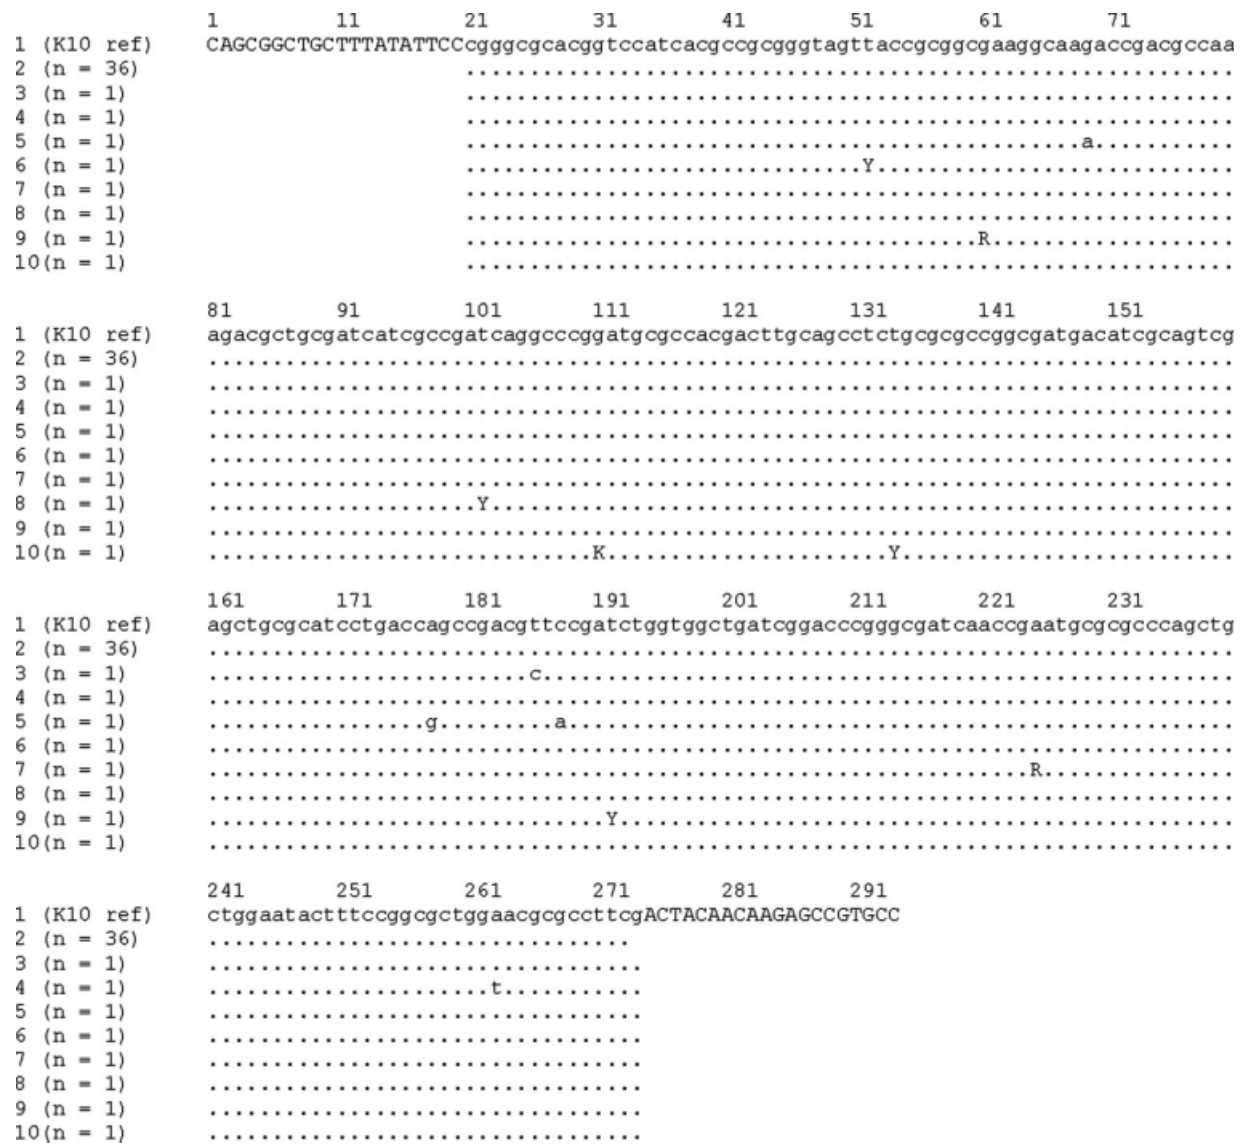 1 11 21 31 41 51 61 71
1 (K10 ref) CAGCGGCTGCTTTATATTCCcgggcgcacggtccatcacgccgcgggtagttaccgcggcgaaggcaagaccgacgccaa
2 (n = 36) ............................................................
3 (n = 1) ............................................................
4 (n = 1) ............................................................
5 (n = 1) ................................................a...........
6 (n = 1) ...............................Y............................
7 (n = 1) ............................................................
8 (n = 1) ............................................................
9 (n = 1) ........................................R...................
10(n = 1) ............................................................
81 91 101 111 121 131 141 151
1 (K10 ref) agacgctgcgatcatcgccgatcaggcccggatgcgccacgacttgcagcctctgcgcgccggcgatgacatcgcagtcg
2 (n = 36) ................................................................................
3 (n = 1) ................................................................................
4 (n = 1) ................................................................................
5 (n = 1) ................................................................................
6 (n = 1) ................................................................................
7 (n = 1) ................................................................................
8 (n = 1) .....................Y..........................................................
9 (n = 1) ................................................................................
10(n = 1) ..............................K......................Y..........................
161 171 181 191 201 211 221 231
1 (K10 ref) agctgcgcatcctgaccagccgacgttccgatctggtggctgatcggacccgggcgatcaaccgaatgcgcgcccagctg
2 (n = 36) ................................................................................
3 (n = 1) .........................c......................................................
4 (n = 1) ................................................................................
5 (n = 1) .................g.........a....................................................
6 (n = 1) ................................................................................
7 (n = 1) ................................................................R...............
8 (n = 1) ................................................................................
9 (n = 1) ...............................Y................................................
10(n = 1) ................................................................................
241 251 261 271 281 291
1 (K10 ref) ctggaatactttccggcgctggaacgcgccttcgACTACAACAAGAGCCGTGCC
2 (n = 36) .................................
3 (n = 1) ..................................
4 (n = 1) ......................t...........
5 (n = 1) ..................................
6 (n = 1) ..................................
7 (n = 1) ..................................
8 (n = 1) ..................................
9 (n = 1) ..................................
10(n = 1) ..................................